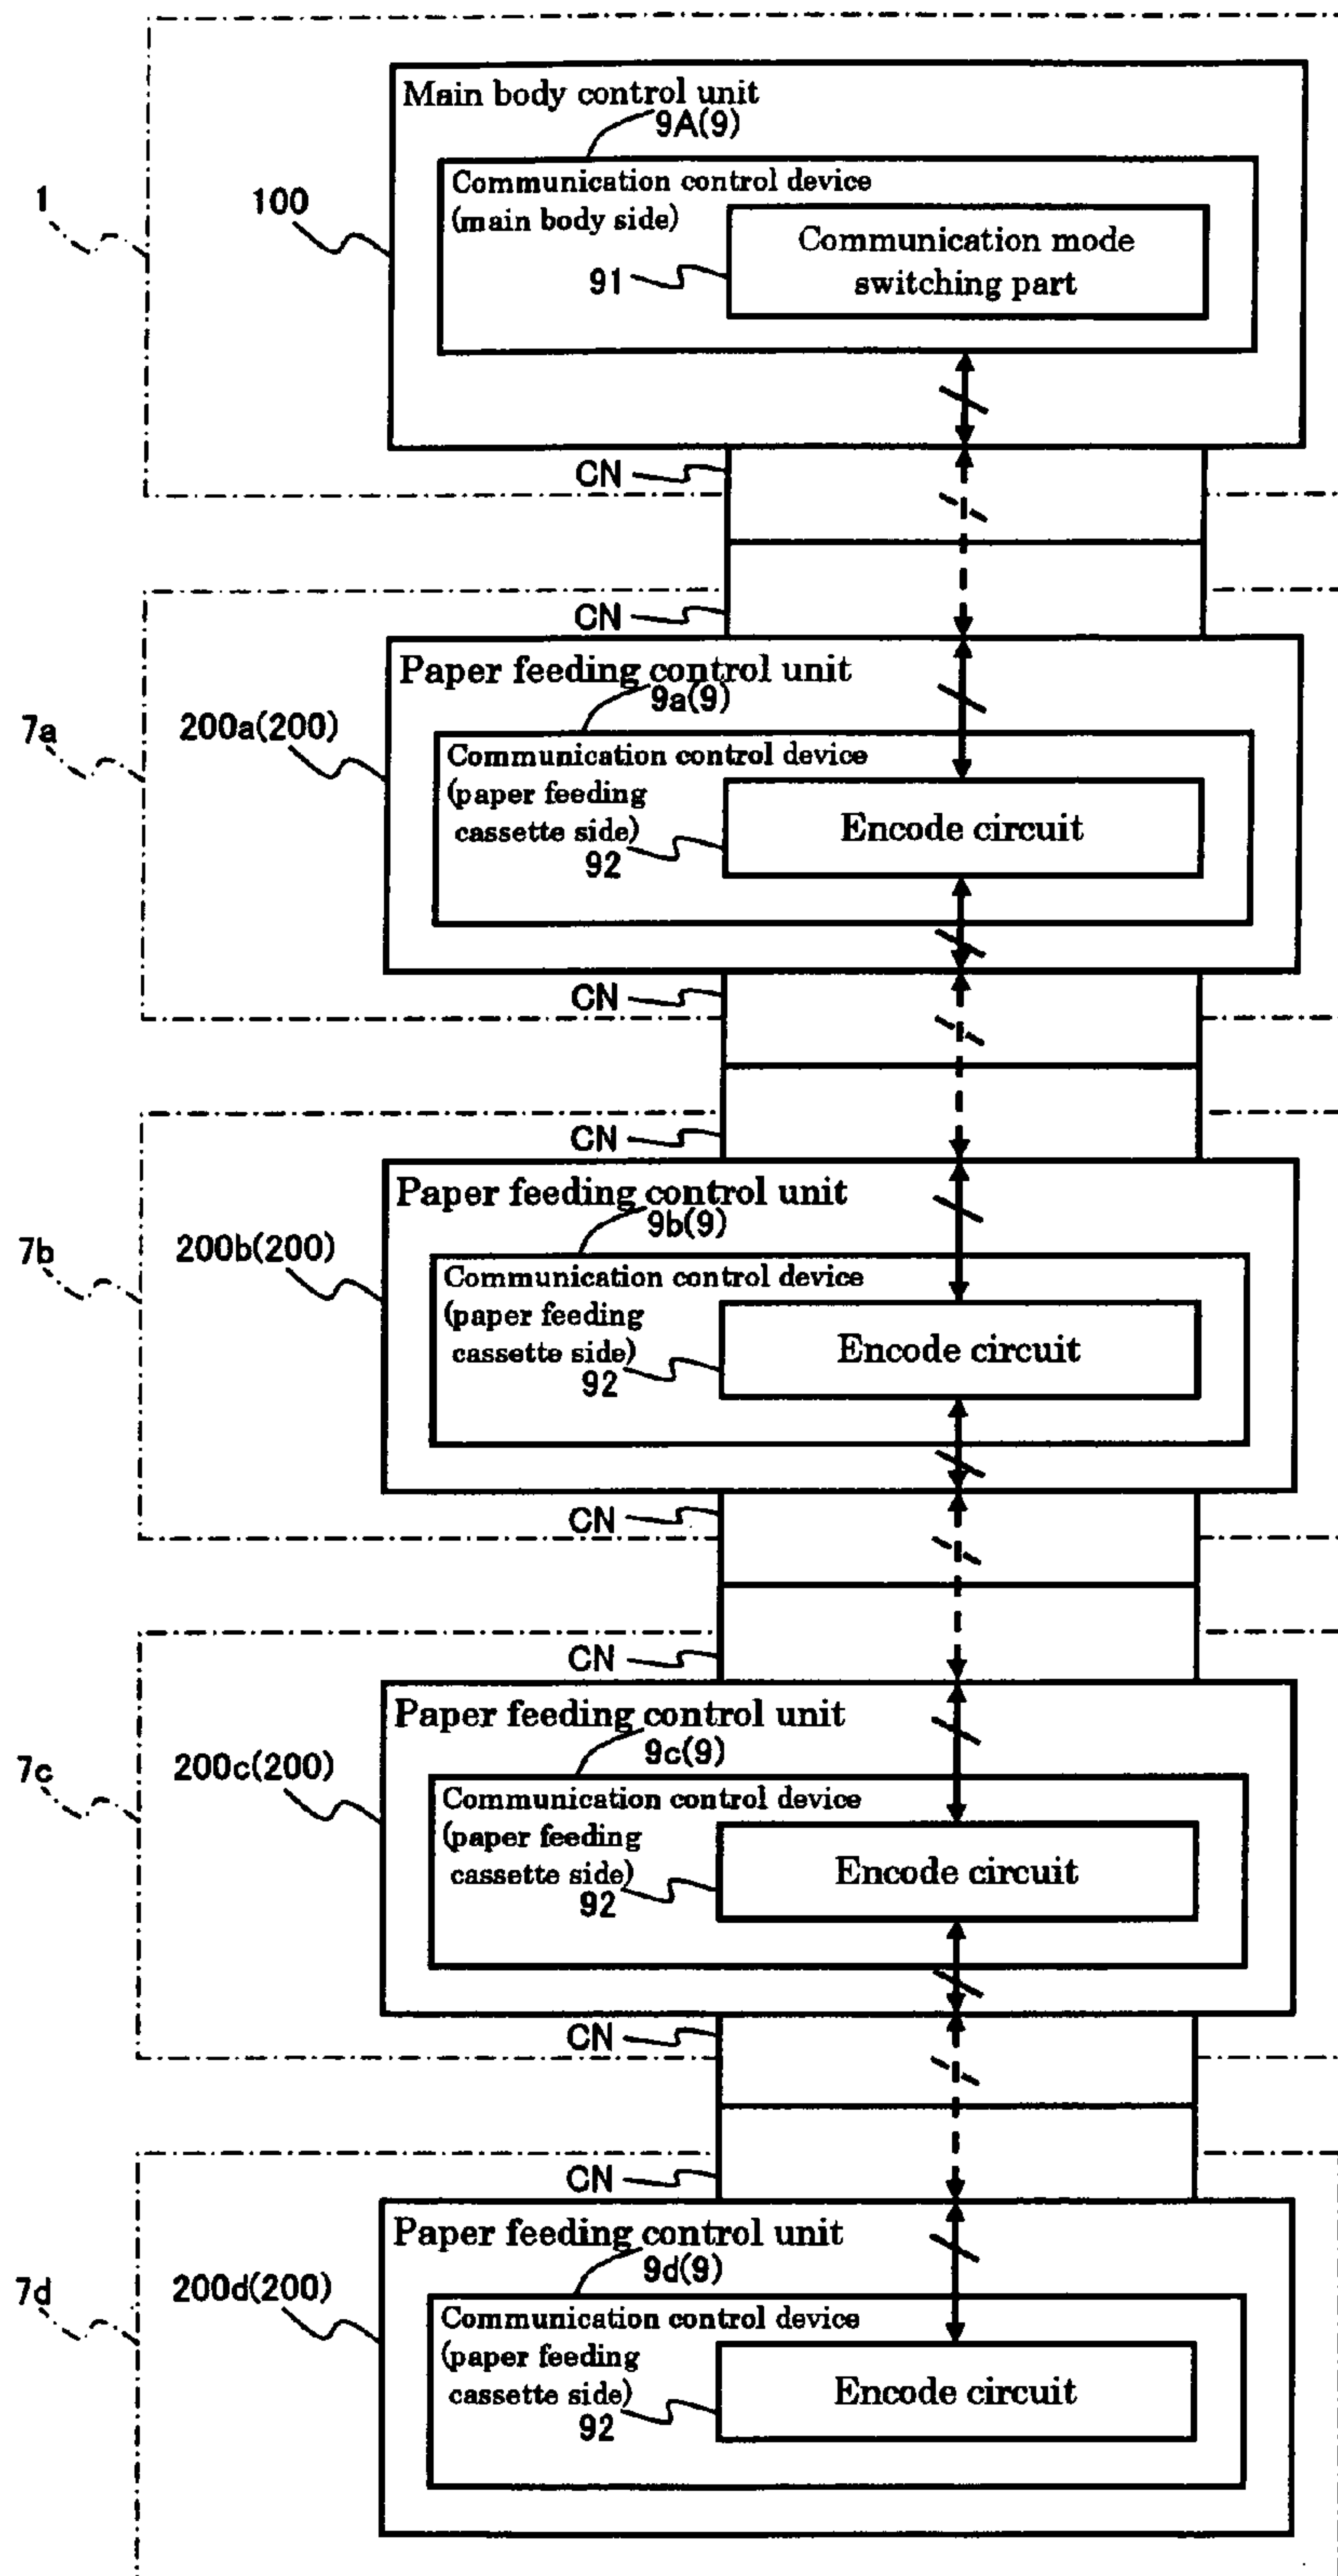 Main body control unit
9A(9)
Communication control device
(main body side)
Communication mode
switching part
1
100
91
CN
CN
Paper feeding control unit
9a(9)
7a
200a(200)
Communication control device
(paper feeding
cassette side)
Encode circuit
92
CN
CN
Paper feeding control unit
9b(9)
7b
200b(200)
Communication control device
(paper feeding
cassette side)
Encode circuit
92
CN
CN
Paper feeding control unit
9c(9)
7c
200c(200)
Communication control device
(paper feeding
cassette side)
Encode circuit
92
CN
CN
Paper feeding control unit
9d(9)
7d
200d(200)
Communication control device
(paper feeding
cassette side)
Encode circuit
92